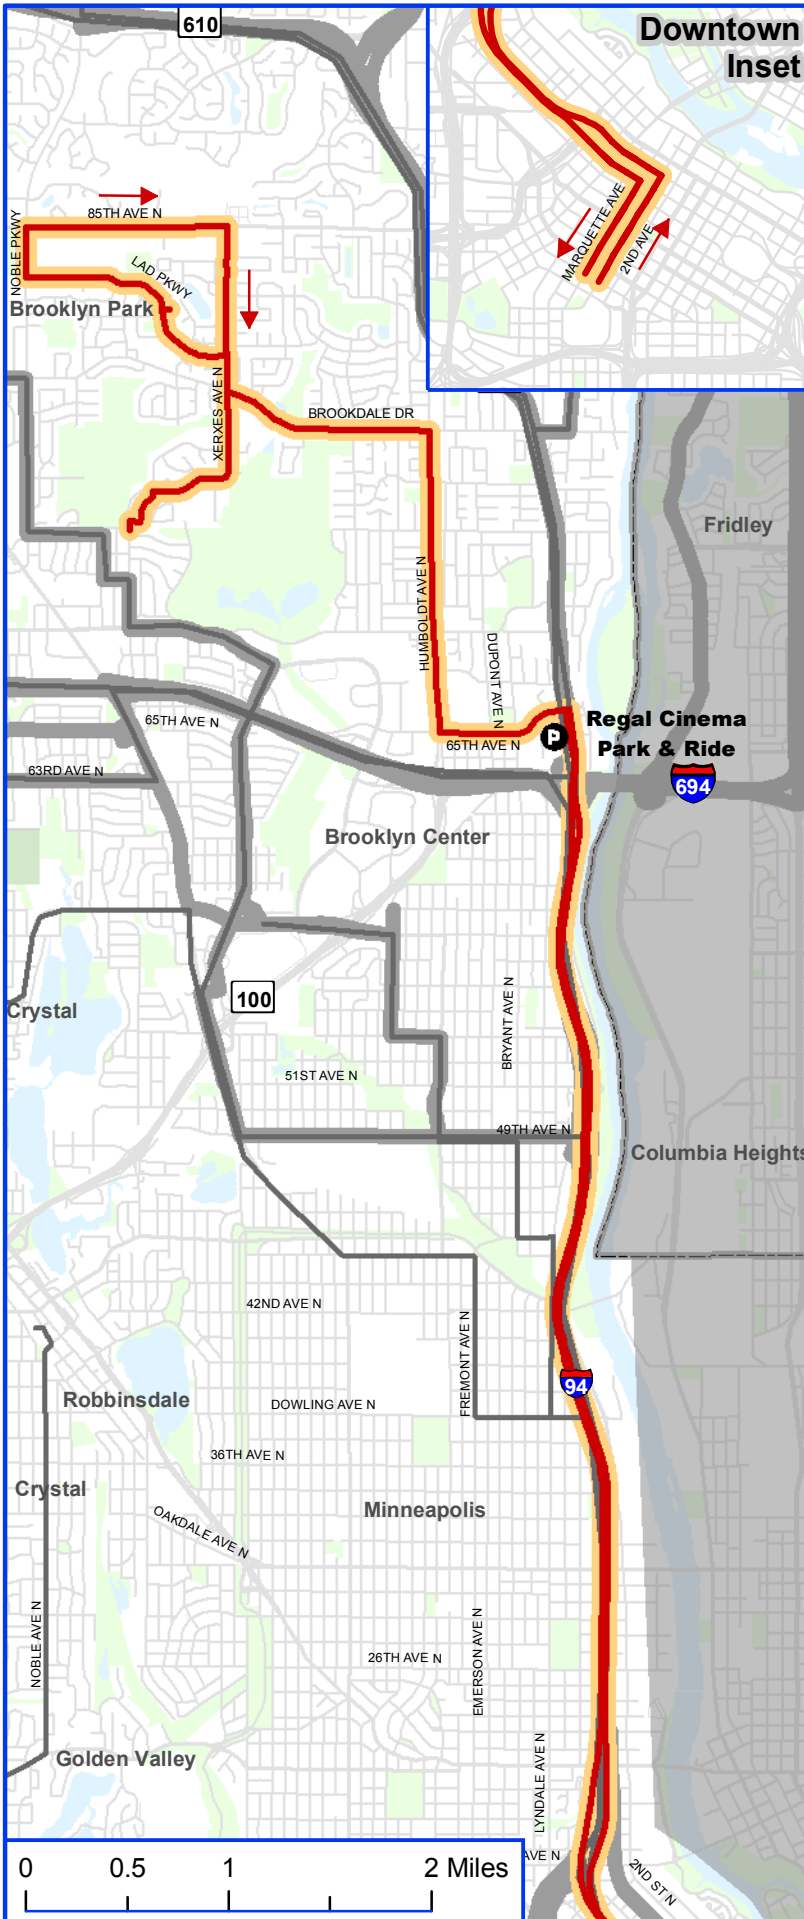 610
Downtown
Inset
MARQUETTE AVE
2ND AVE
85TH AVE N
NOBLE PKWY
LAD PKWY
Brooklyn Park
XERXES AVE N
BROOKDALE DR
Fridley
HUMBOLDT AVE N
DUPONT AVE N
65TH AVE N
65TH AVE N
P
Regal Cinema
Park & Ride
63RD AVE N
694
Brooklyn Center
100
Crystal
BRYANT AVE N
51ST AVE N
49TH AVE N
Columbia Heights
42ND AVE N
FREMONT AVE N
94
Robbinsdale
DOWLING AVE N
36TH AVE N
Crystal
Minneapolis
OAKDALE AVE N
NOBLE AVE N
EMERSON AVE N
26TH AVE N
Golden Valley
LYNDALE AVE N
AVE N
2ND ST N
0 0.5 1 2 Miles